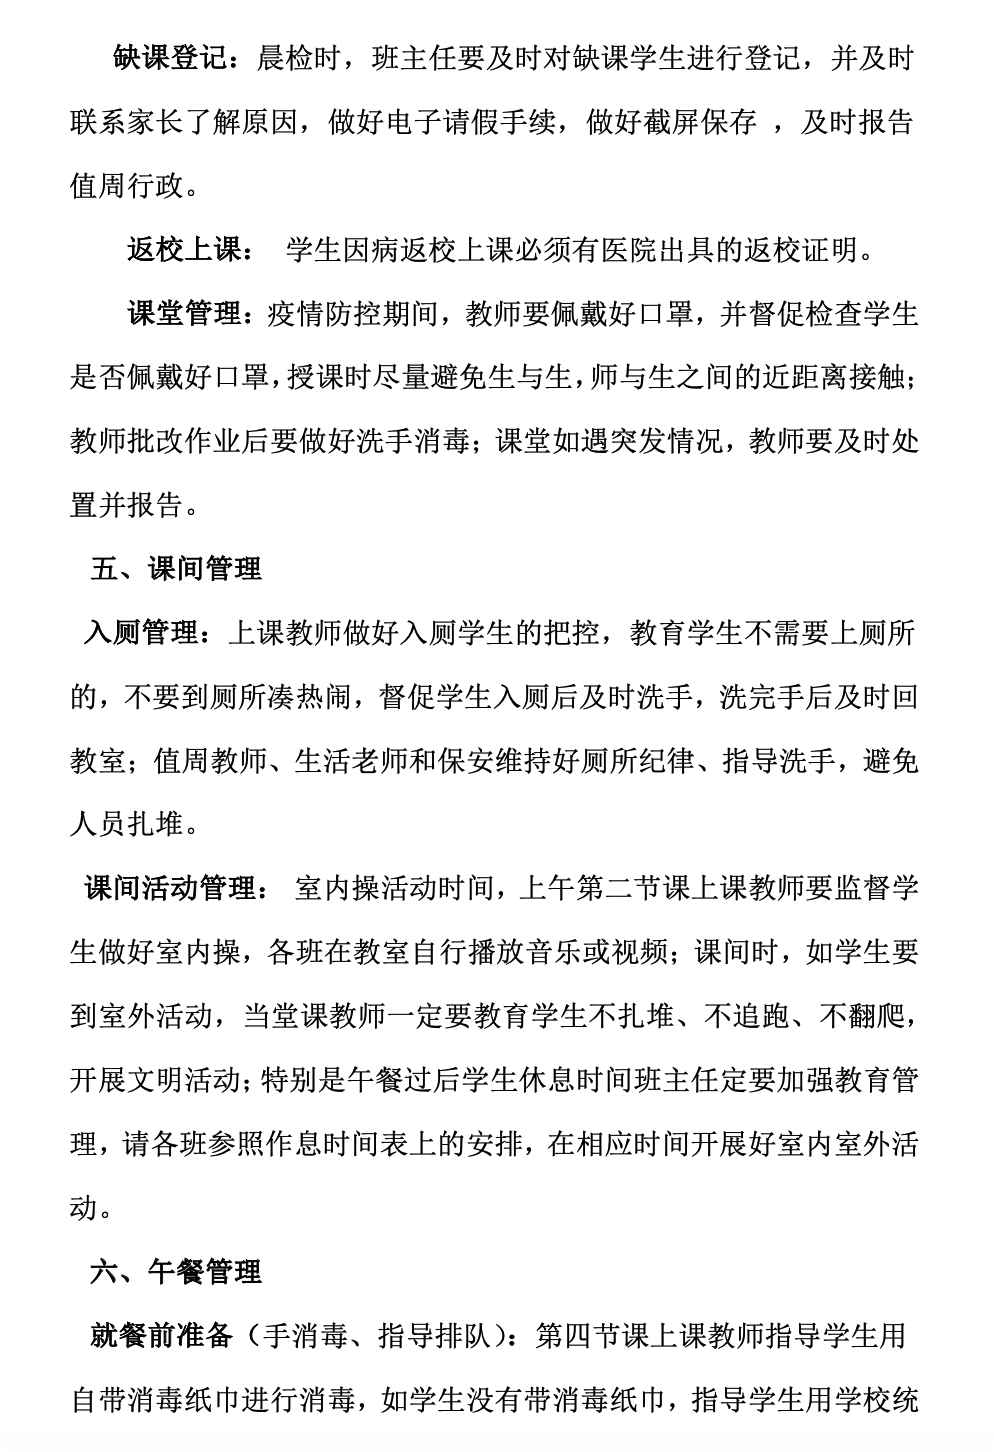 缺课登记：晨检时，班主任要及时对缺课学生进行登记，并及时
联系家长了解原因，做好电子请假手续，做好截屏保存 ，及时报告
值周行政。
返校上课： 学生因病返校上课必须有医院出具的返校证明。
课堂管理：疫情防控期间，教师要佩戴好口罩，并督促检查学生
是否佩戴好口罩，授课时尽量避免生与生，师与生之间的近距离接触；
教师批改作业后要做好洗手消毒；课堂如遇突发情况，教师要及时处
置并报告。
五、课间管理
入厕管理：上课教师做好入厕学生的把控，教育学生不需要上厕所
的，不要到厕所凑热闹，督促学生入厕后及时洗手，洗完手后及时回
教室；值周教师、生活老师和保安维持好厕所纪律、指导洗手，避免
人员扎堆。
课间活动管理： 室内操活动时间，上午第二节课上课教师要监督学
生做好室内操，各班在教室自行播放音乐或视频；课间时，如学生要
到室外活动，当堂课教师一定要教育学生不扎堆、不追跑、不翻爬，
开展文明活动；特别是午餐过后学生休息时间班主任定要加强教育管
理，请各班参照作息时间表上的安排，在相应时间开展好室内室外活
动。
六、午餐管理
就餐前准备（手消毒、指导排队）：第四节课上课教师指导学生用
自带消毒纸巾进行消毒，如学生没有带消毒纸巾，指导学生用学校统